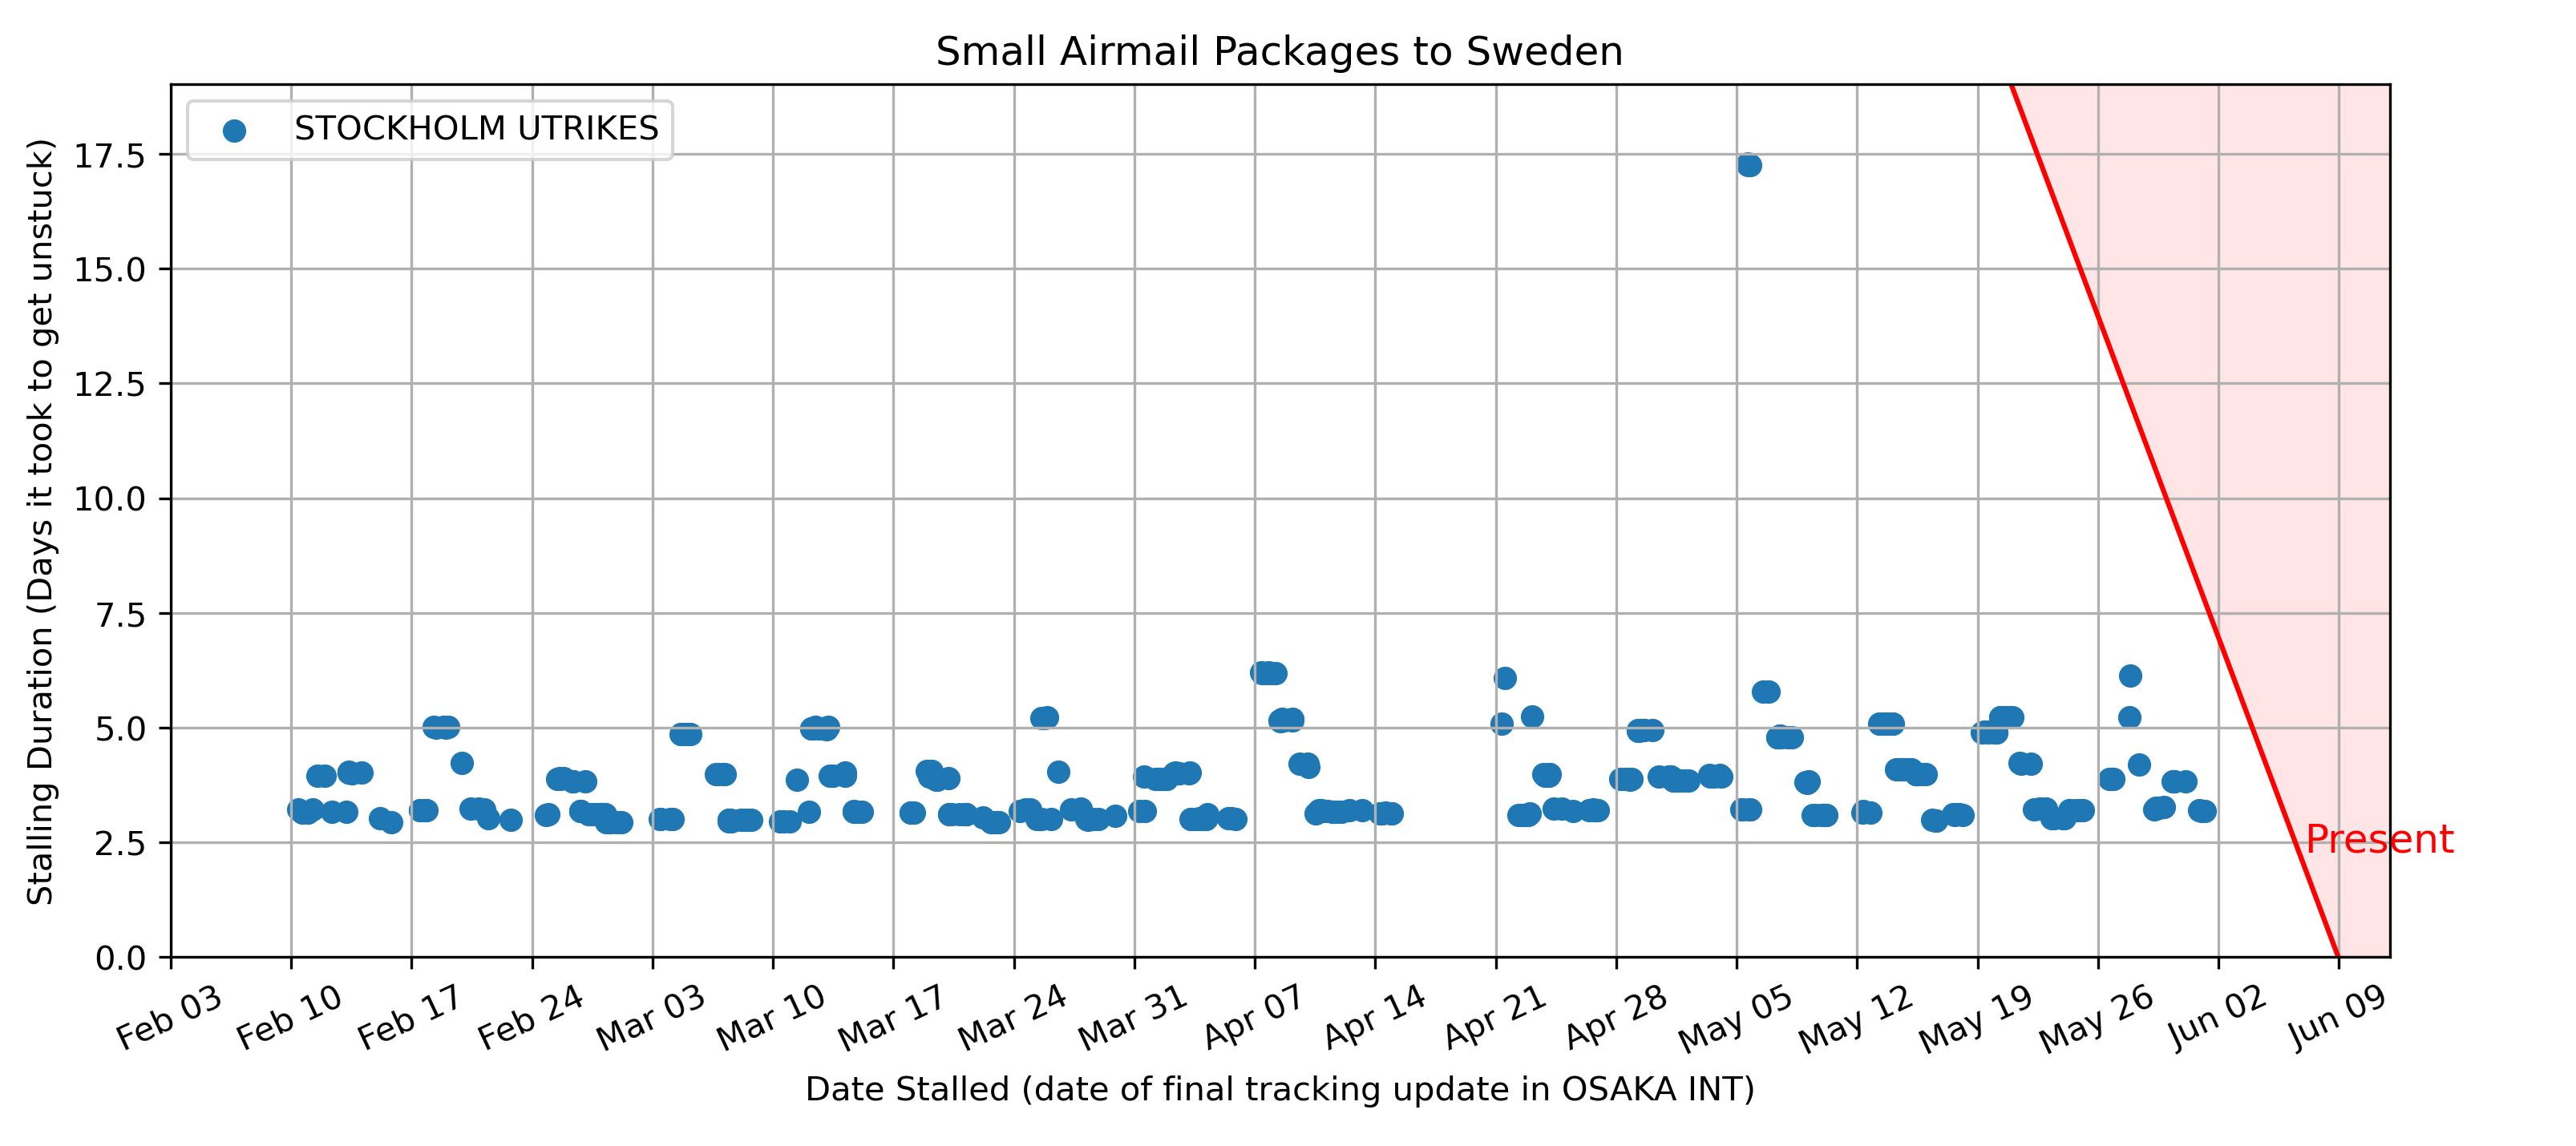 Small Airmail Packages to Sweden
STOCKHOLM UTRIKES
Stalling Duration (Days it took to get unstuck)
17.5
15.0
12.5
10.0
7.5
5.0
2.5
0.0
Present
Feb 03
Feb 10
Feb 17
Feb 24
Mar 03
Mar 10
Mar 17
Mar 24
Mar 31
Apr 07
Apr 14
Apr 21
Apr 28
May 05
May 12
May 19
May 26
Jun 02
Jun 09
Date Stalled (date of final tracking update in OSAKA INT)